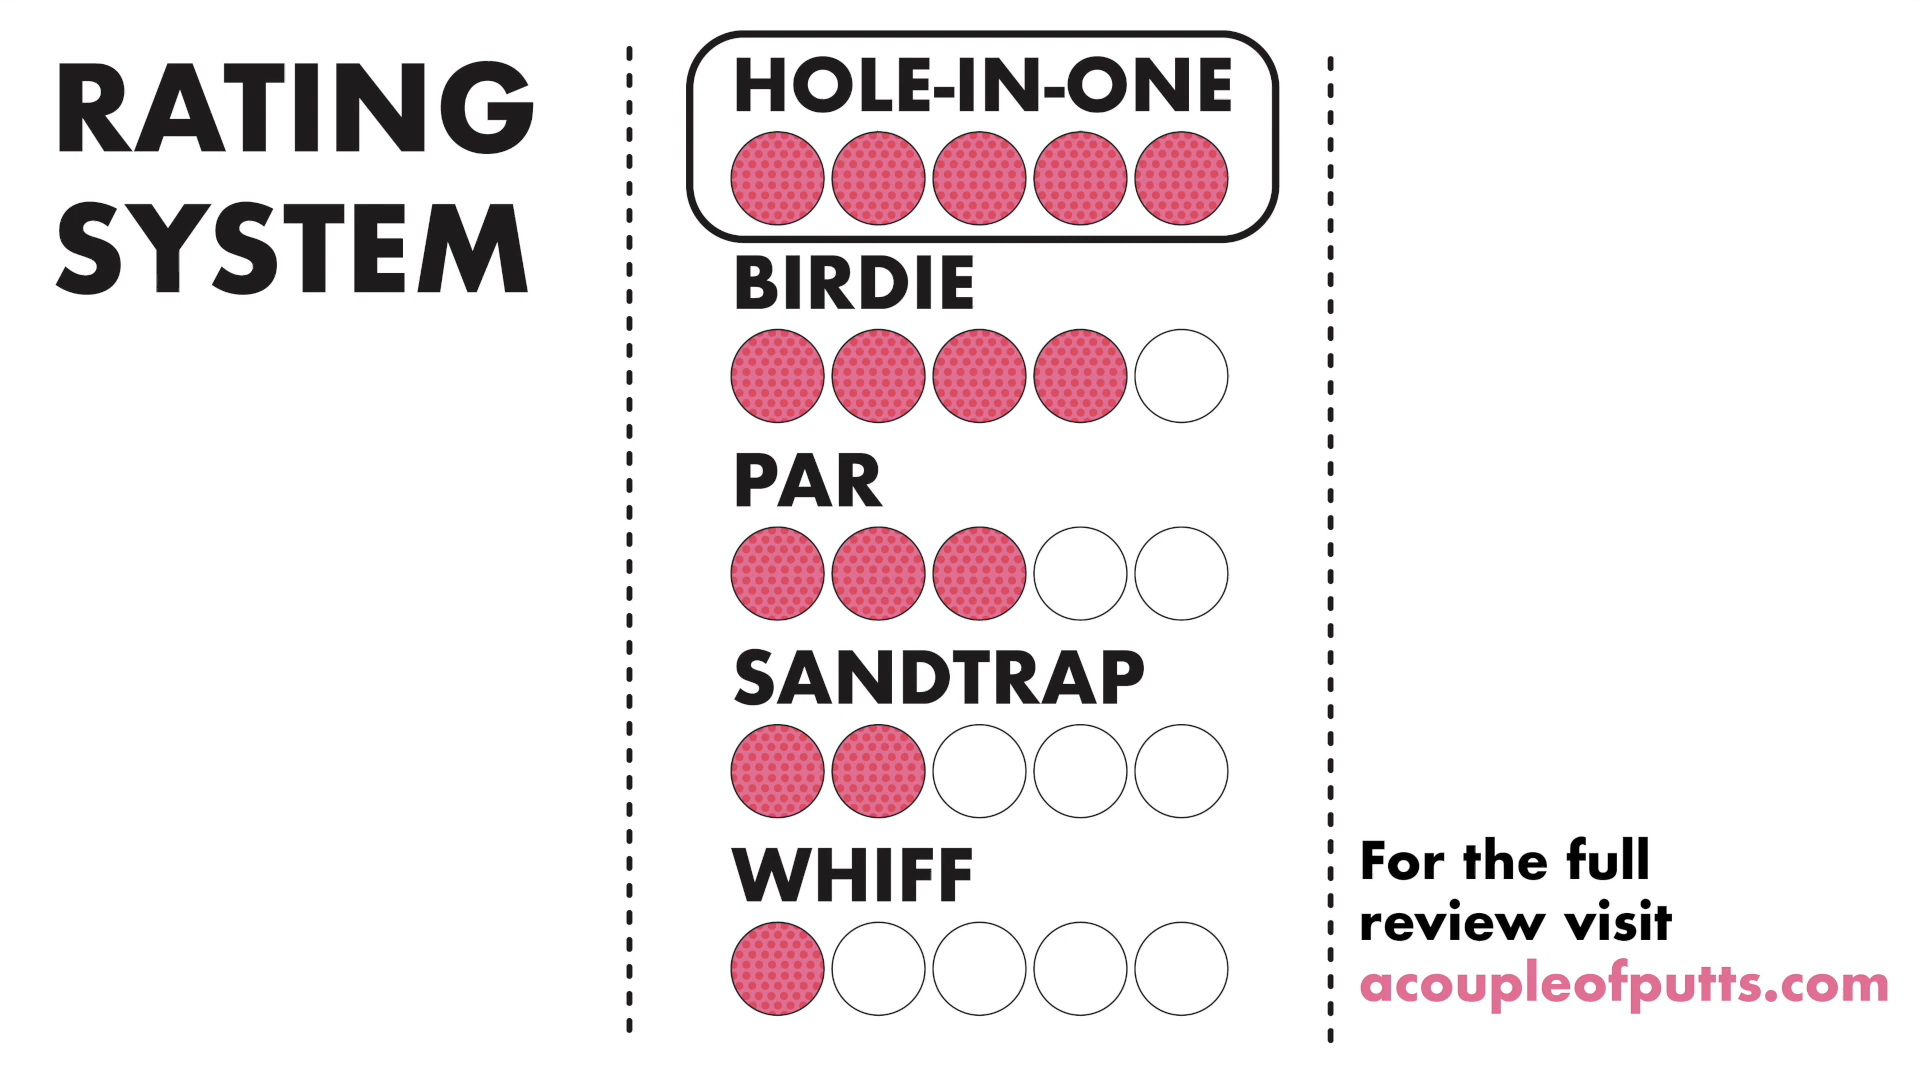 RATING
SYSTEM
HOLE-IN-ONE
BIRDIE
PAR
SANDTRAP
WHIFF
For the full
review visit
acoupleofputts.com